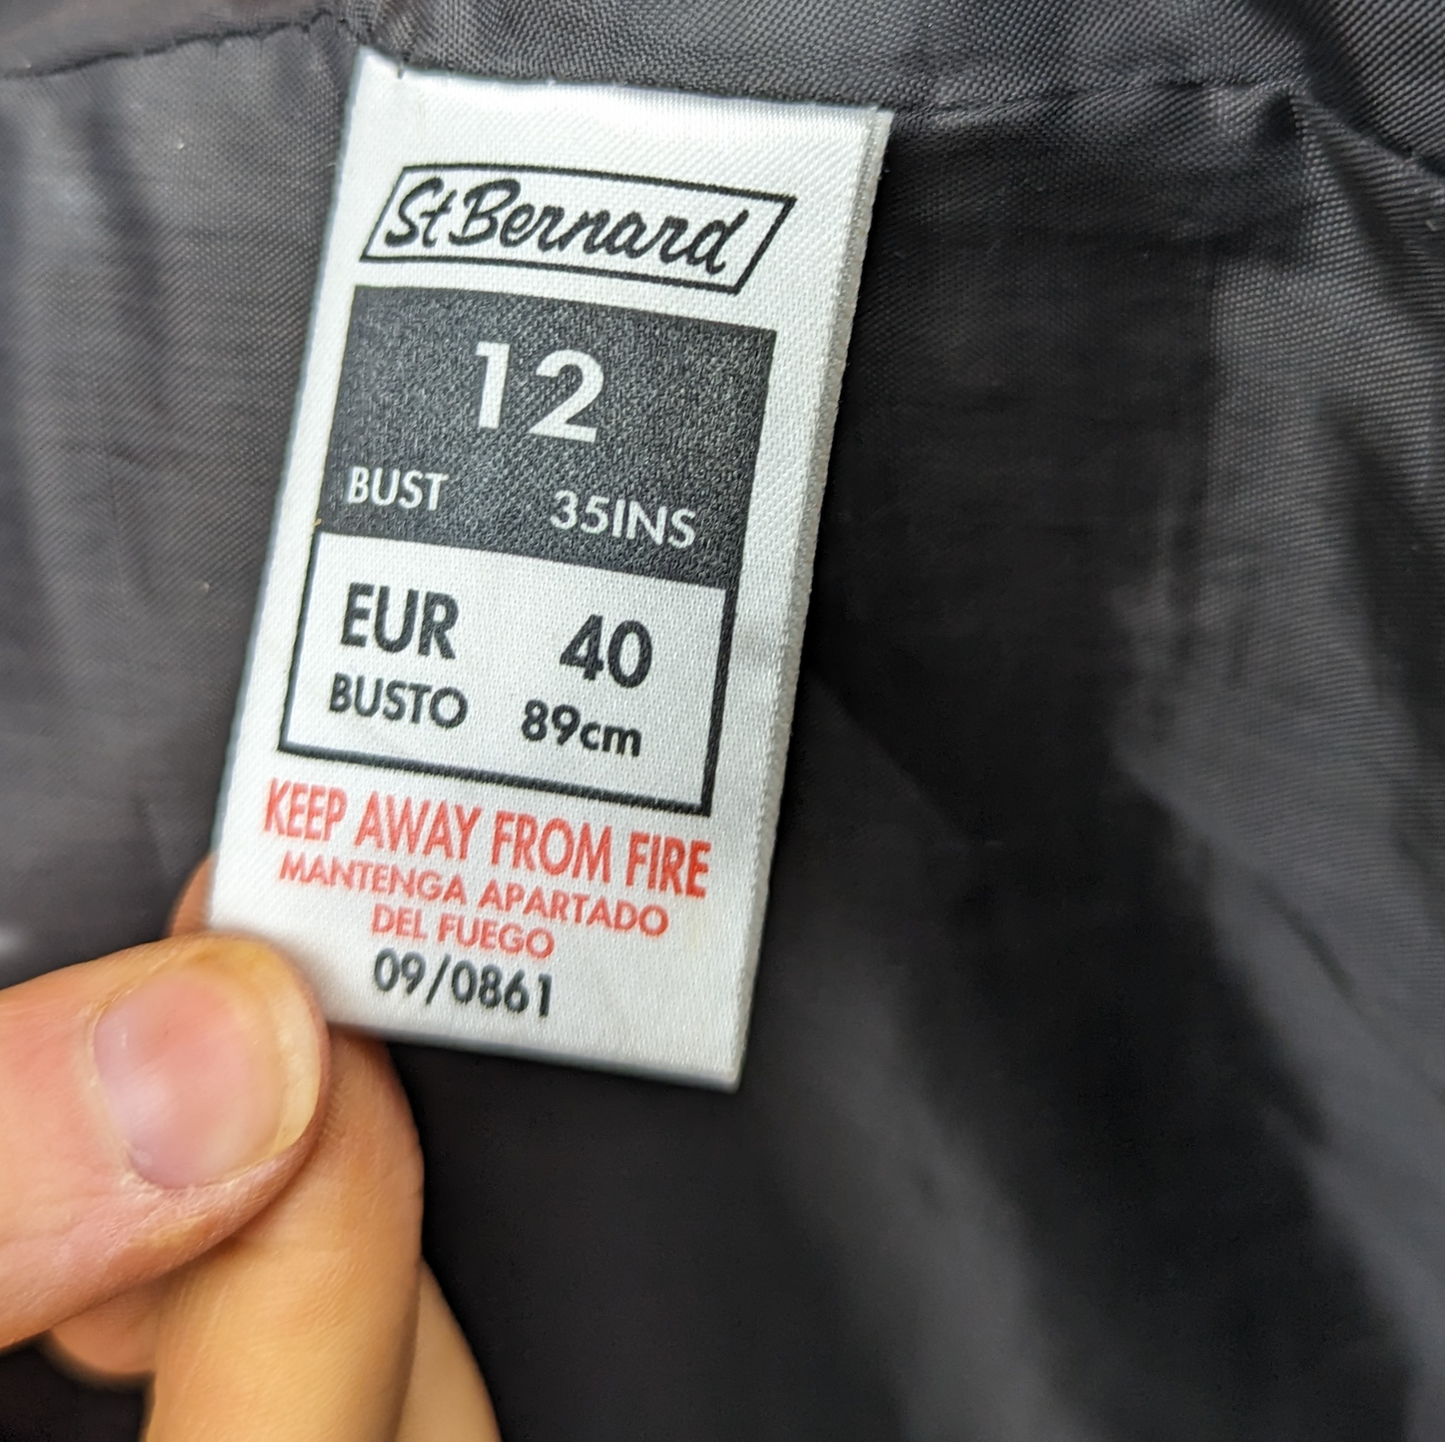 St Bernard
12
BUST 35INS
EUR 40
BUSTO 89cm
KEEP AWAY FROM FIRE
MANTENGA APARTADO
DEL FUEGO
09/0861